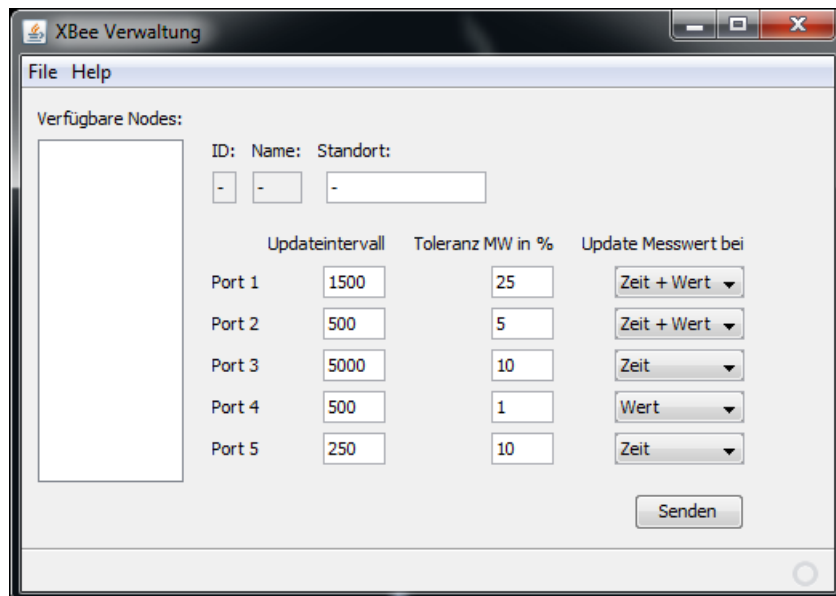 XBee Verwaltung
File Help
Verfügbare Nodes:
ID: Name: Standort:
- - -
Updateintervall Toleranz MW in % Update Messwert bei
Port 1 1500 25 Zeit + Wert
Port 2 500 5 Zeit + Wert
Port 3 5000 10 Zeit
Port 4 500 1 Wert
Port 5 250 10 Zeit
Senden